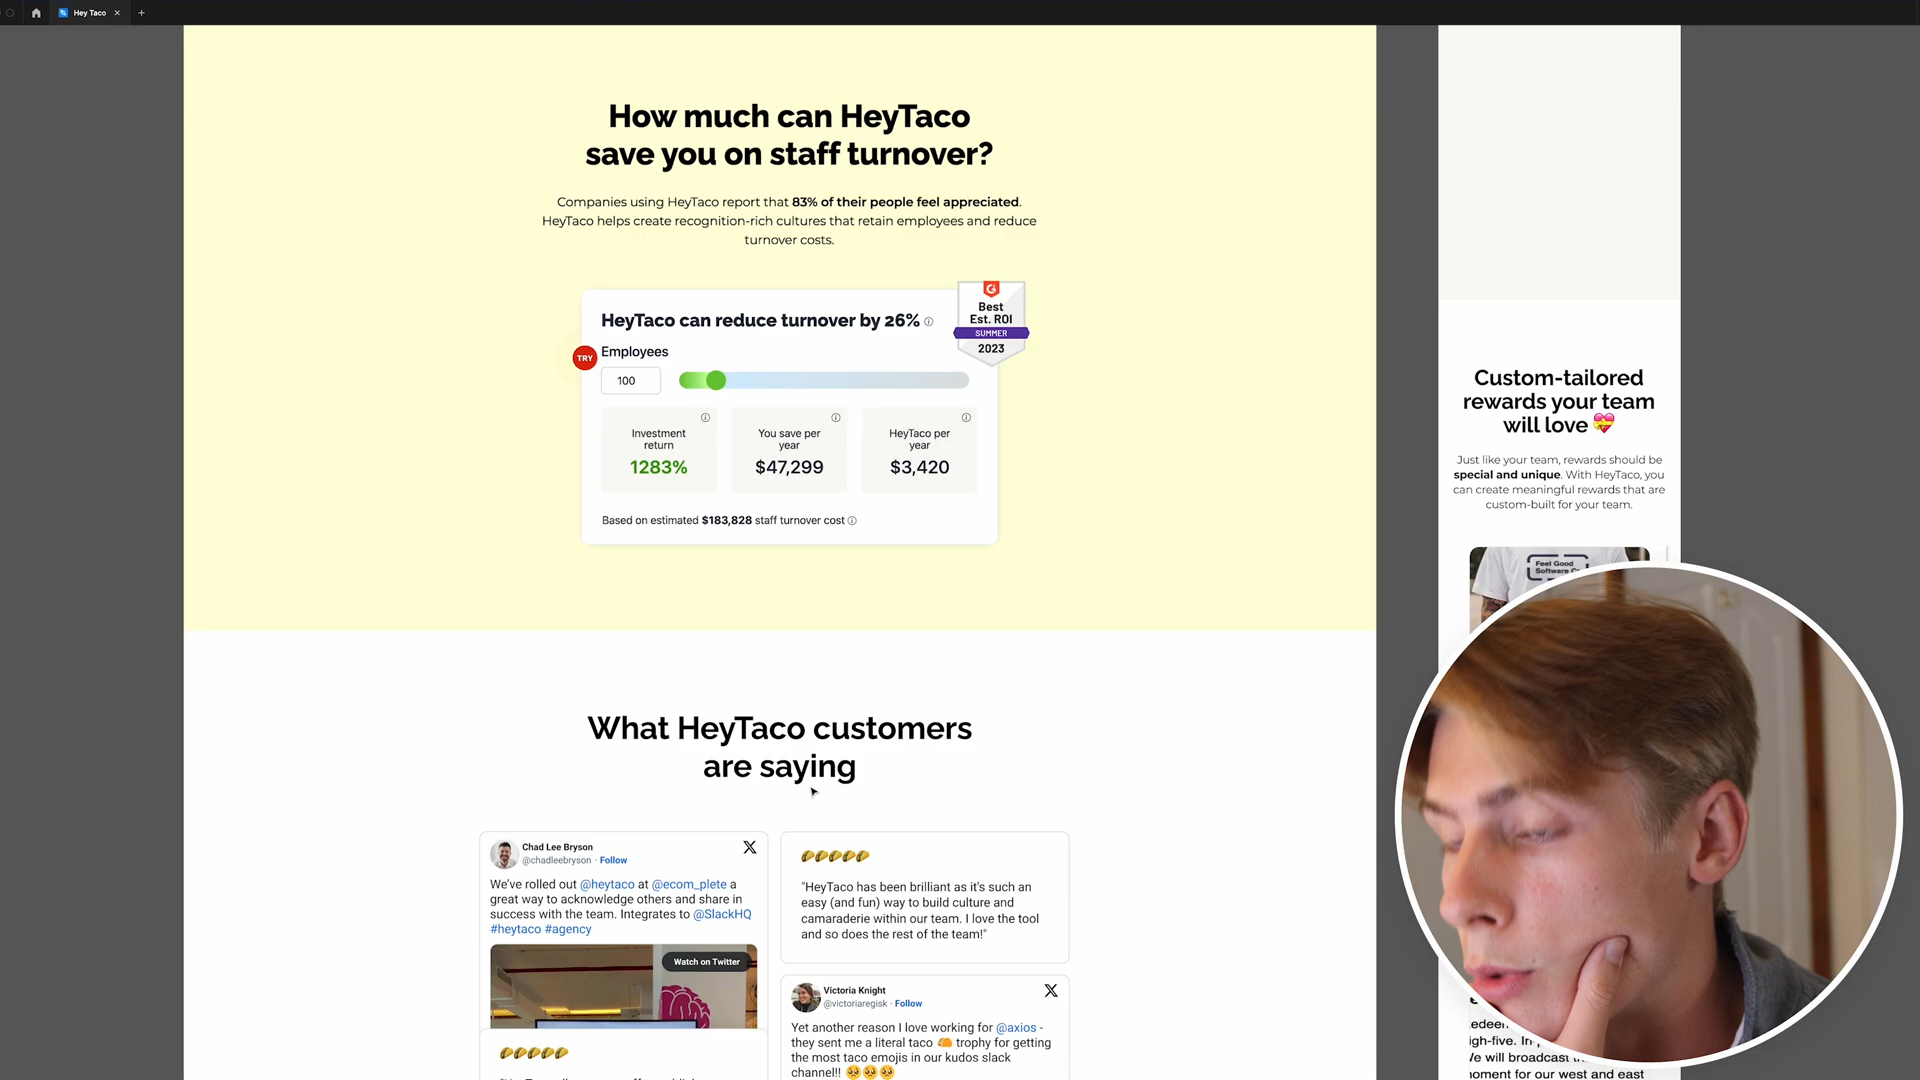 Hey Taco
How much can HeyTaco
save you on staff turnover?
Companies using HeyTaco report that 83% of their people feel appreciated.
HeyTaco helps create recognition-rich cultures that retain employees and reduce
turnover costs.
HeyTaco can reduce turnover by 26%
Best
Est. ROI
SUMMER
2023
TRY
Employees
100
Investment
return
1283%
You save per
year
$47,299
HeyTaco per
year
$3,420
Based on estimated $183,828 staff turnover cost
What HeyTaco customers
are saying
Chad Lee Bryson
@chadleebryson · Follow
We've rolled out @heytaco at @ecom_plete a
great way to acknowledge others and share in
success with the team. Integrates to @SlackHQ
#heytaco #agency
Watch on Twitter
"HeyTaco has been brilliant as it's such an
easy (and fun) way to build culture and
camaraderie within our team. I love the tool
and so does the rest of the team!"
Victoria Knight
@victoriaregisk · Follow
Yet another reason I love working for @axios -
they sent me a literal taco 🌮 trophy for getting
the most taco emojis in our kudos slack
channel!! 🥺🥺🥺
Custom-tailored
rewards your team
will love 💝
Just like your team, rewards should be
special and unique. With HeyTaco, you
can create meaningful rewards that are
custom-built for your team.
Feel Good
Software
will broadcast
for our west and east